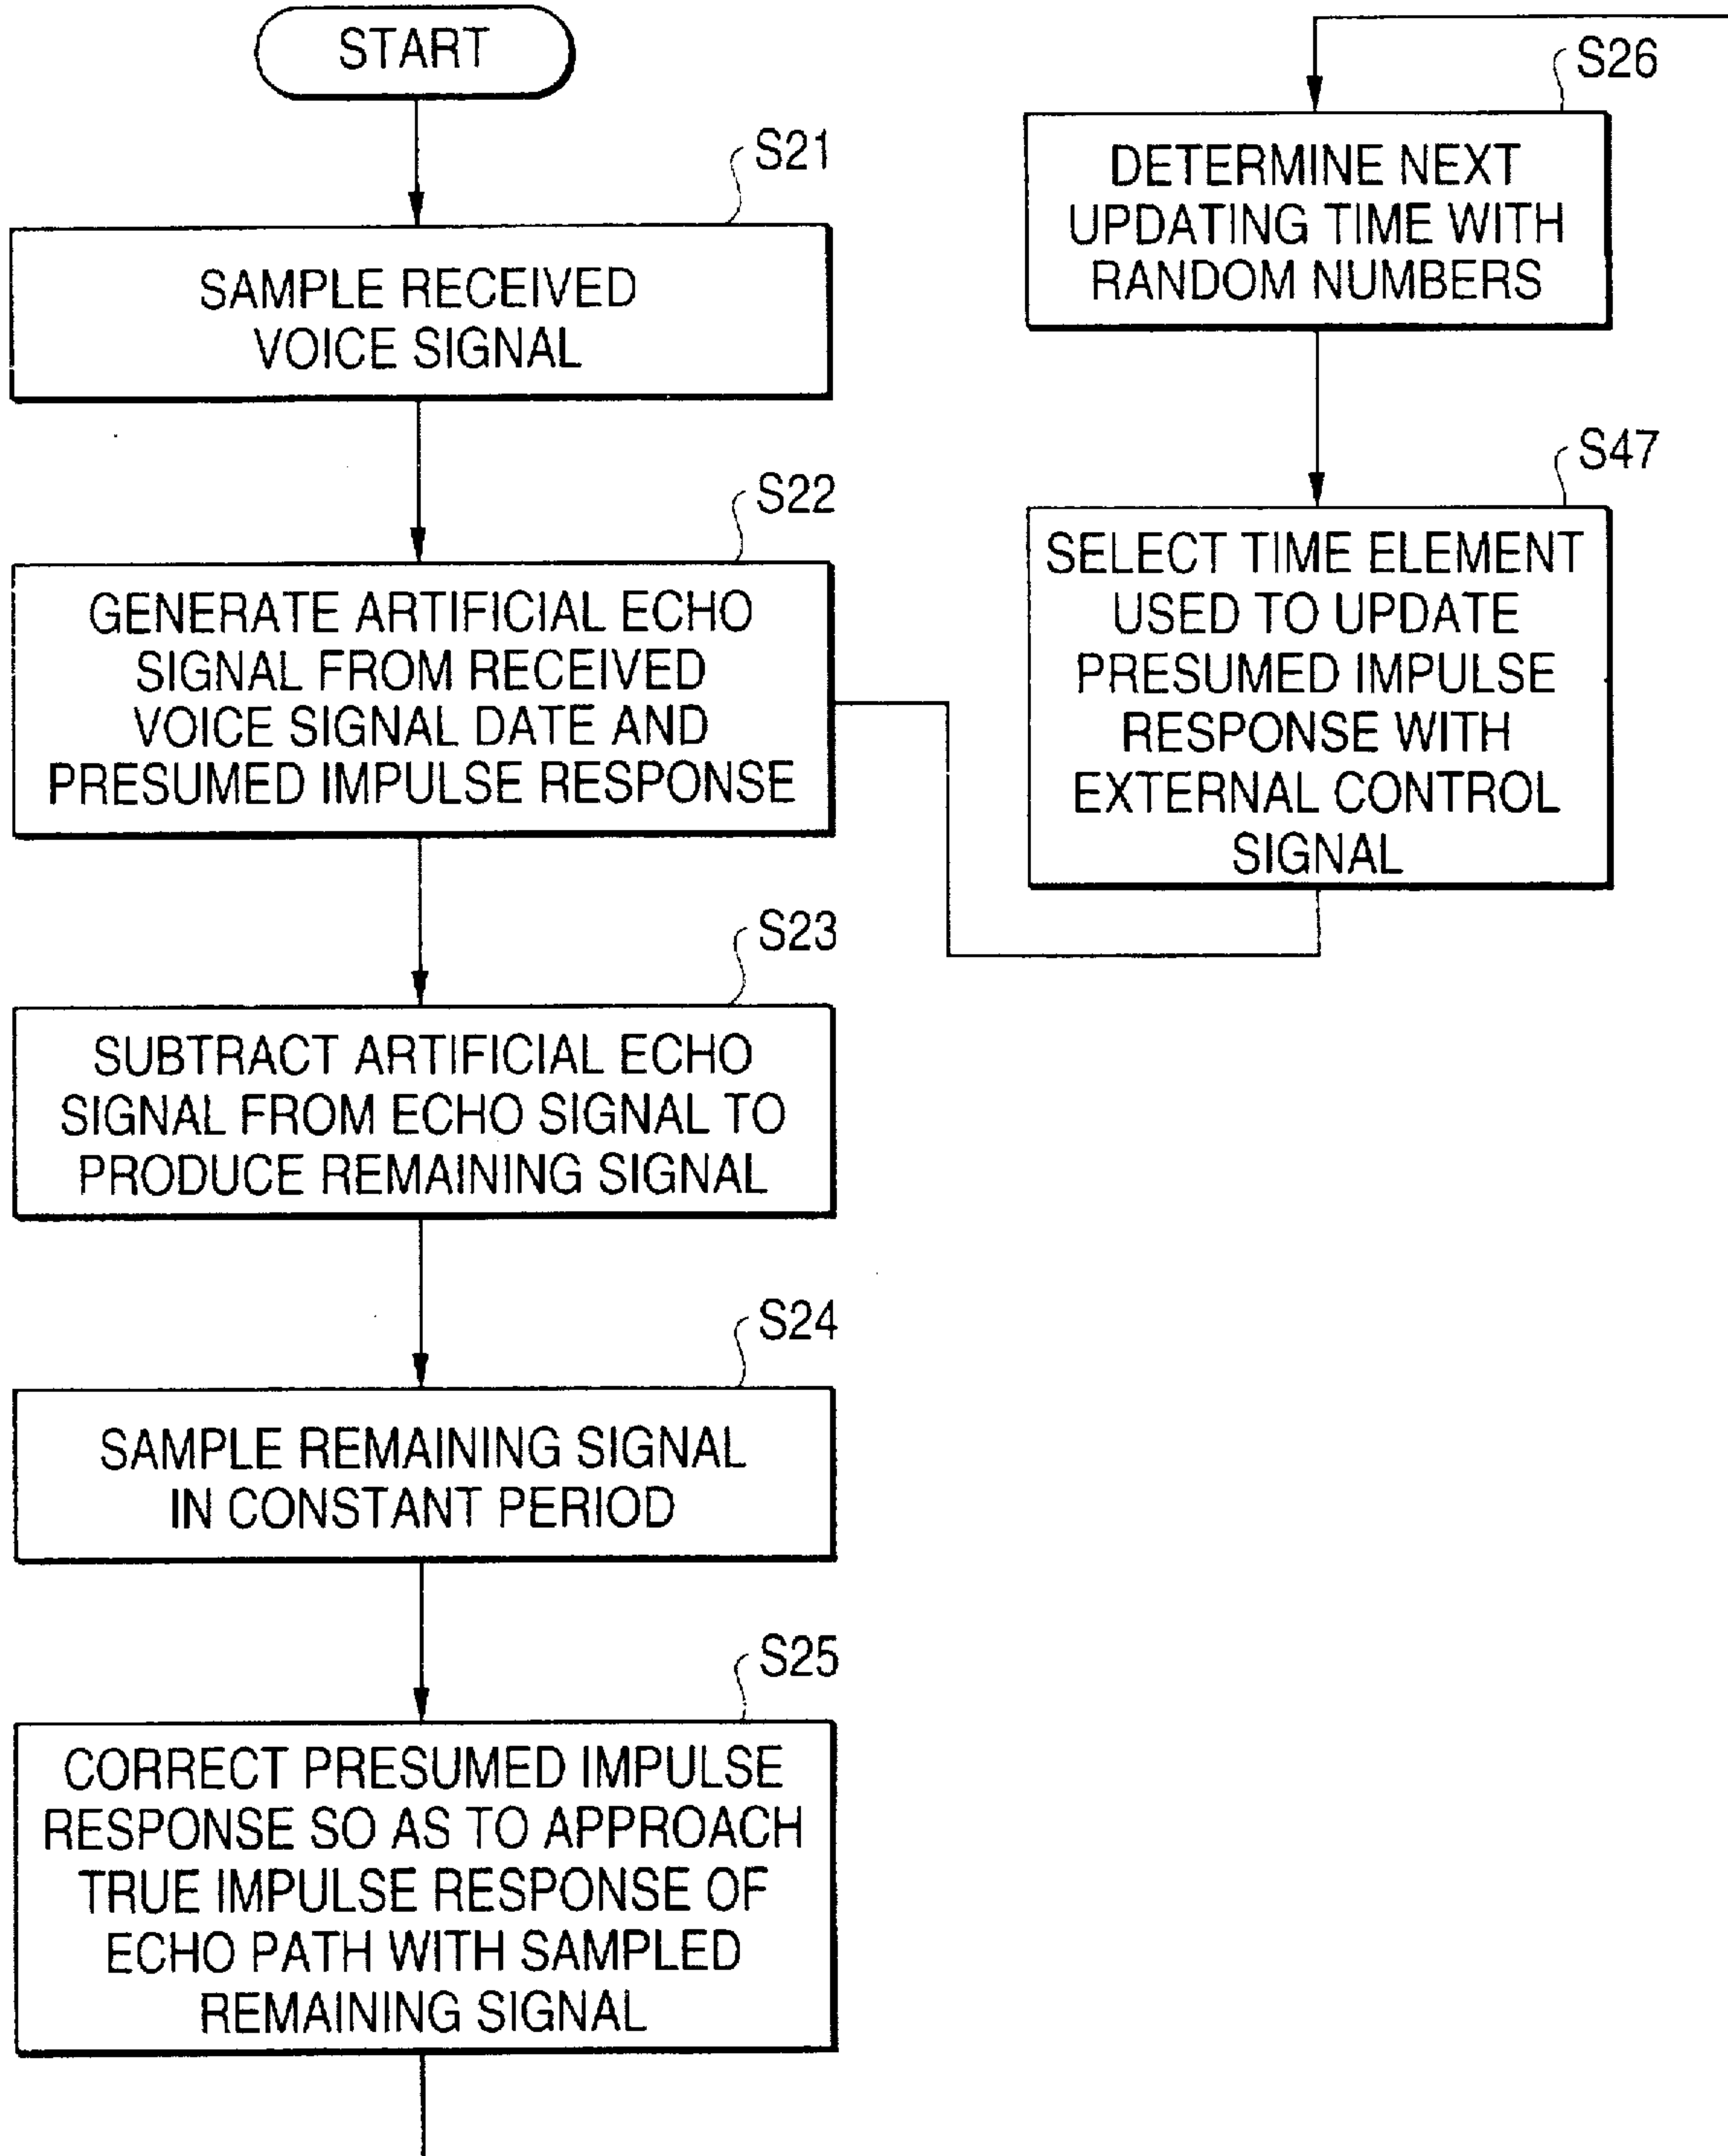 START
S21
SAMPLE RECEIVED
VOICE SIGNAL
S22
GENERATE ARTIFICIAL ECHO
SIGNAL FROM RECEIVED
VOICE SIGNAL DATE AND
PRESUMED IMPULSE RESPONSE
S23
SUBTRACT ARTIFICIAL ECHO
SIGNAL FROM ECHO SIGNAL TO
PRODUCE REMAINING SIGNAL
S24
SAMPLE REMAINING SIGNAL
IN CONSTANT PERIOD
S25
CORRECT PRESUMED IMPULSE
RESPONSE SO AS TO APPROACH
TRUE IMPULSE RESPONSE OF
ECHO PATH WITH SAMPLED
REMAINING SIGNAL
S26
DETERMINE NEXT
UPDATING TIME WITH
RANDOM NUMBERS
S47
SELECT TIME ELEMENT
USED TO UPDATE
PRESUMED IMPULSE
RESPONSE WITH
EXTERNAL CONTROL
SIGNAL